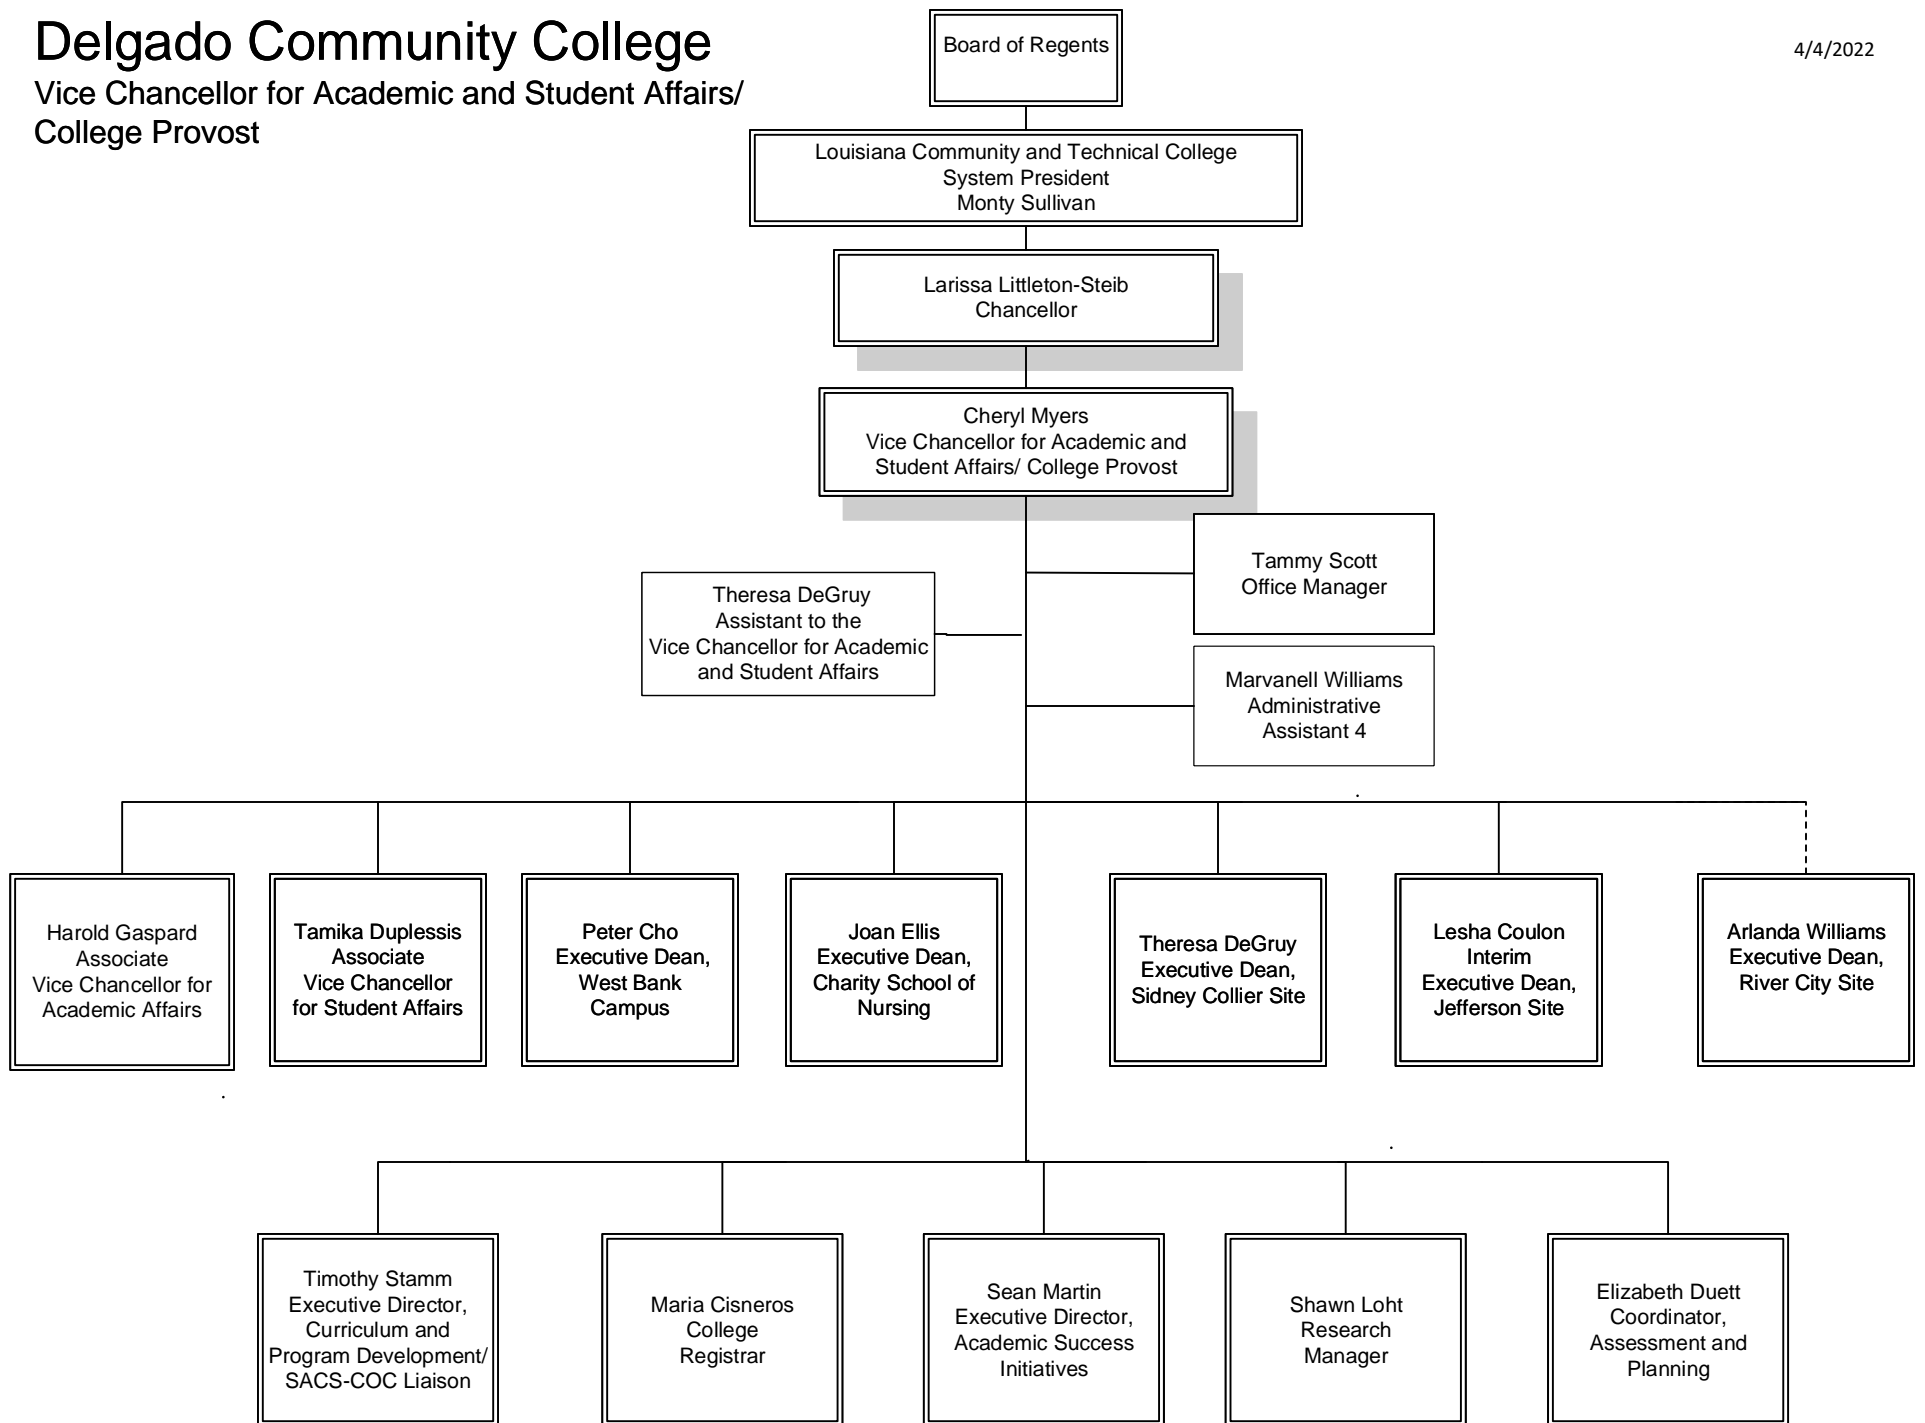 Delgado Community College
Vice Chancellor for Academic and Student Affairs/
College Provost
4/4/2022
Board of Regents
Louisiana Community and Technical College
System President
Monty Sullivan
Larissa Littleton-Steib
Chancellor
Cheryl Myers
Vice Chancellor for Academic and
Student Affairs/ College Provost
Tammy Scott
Office Manager
Theresa DeGruy
Assistant to the
Vice Chancellor for Academic
and Student Affairs
Marvanell Williams
Administrative
Assistant 4
Harold Gaspard
Associate
Vice Chancellor for
Academic Affairs
Tamika Duplessis
Associate
Vice Chancellor
for Student Affairs
Peter Cho
Executive Dean,
West Bank
Campus
Joan Ellis
Executive Dean,
Charity School of
Nursing
Theresa DeGruy
Executive Dean,
Sidney Collier Site
Lesha Coulon
Interim
Executive Dean,
Jefferson Site
Arlanda Williams
Executive Dean,
River City Site
Timothy Stamm
Executive Director,
Curriculum and
Program Development/
SACS-COC Liaison
Maria Cisneros
College
Registrar
Sean Martin
Executive Director,
Academic Success
Initiatives
Shawn Loht
Research
Manager
Elizabeth Duett
Coordinator,
Assessment and
Planning